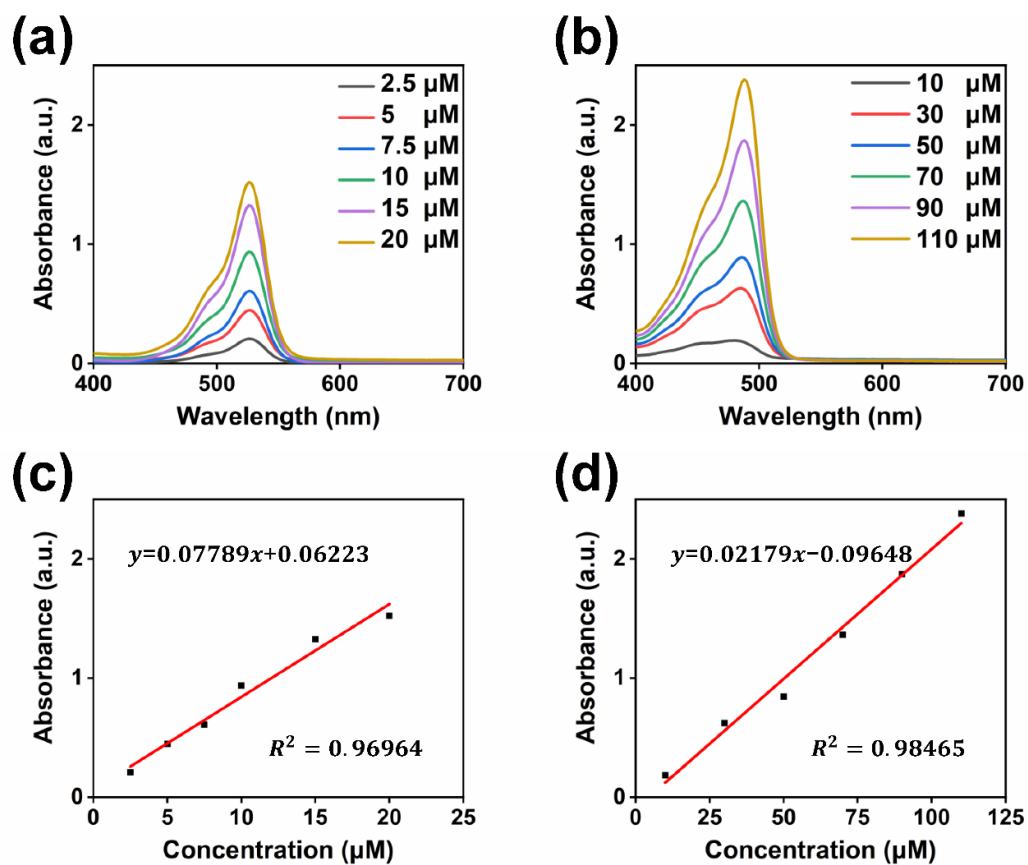 (a)
Absorbance (a.u.)
2
1
0
2.5 µM
5 µM
7.5 µM
10 µM
15 µM
20 µM
400 500 600 700
Wavelength (nm)
(b)
Absorbance (a.u.)
2
1
0
10 µM
30 µM
50 µM
70 µM
90 µM
110 µM
400 500 600 700
Wavelength (nm)
(c)
Absorbance (a.u.)
2
1
0
y=0.07789x+0.06223
R² = 0.96964
0 5 10 15 20 25
Concentration (µM)
(d)
Absorbance (a.u.)
2
1
0
y=0.02179x−0.09648
R² = 0.98465
0 25 50 75 100 125
Concentration (µM)